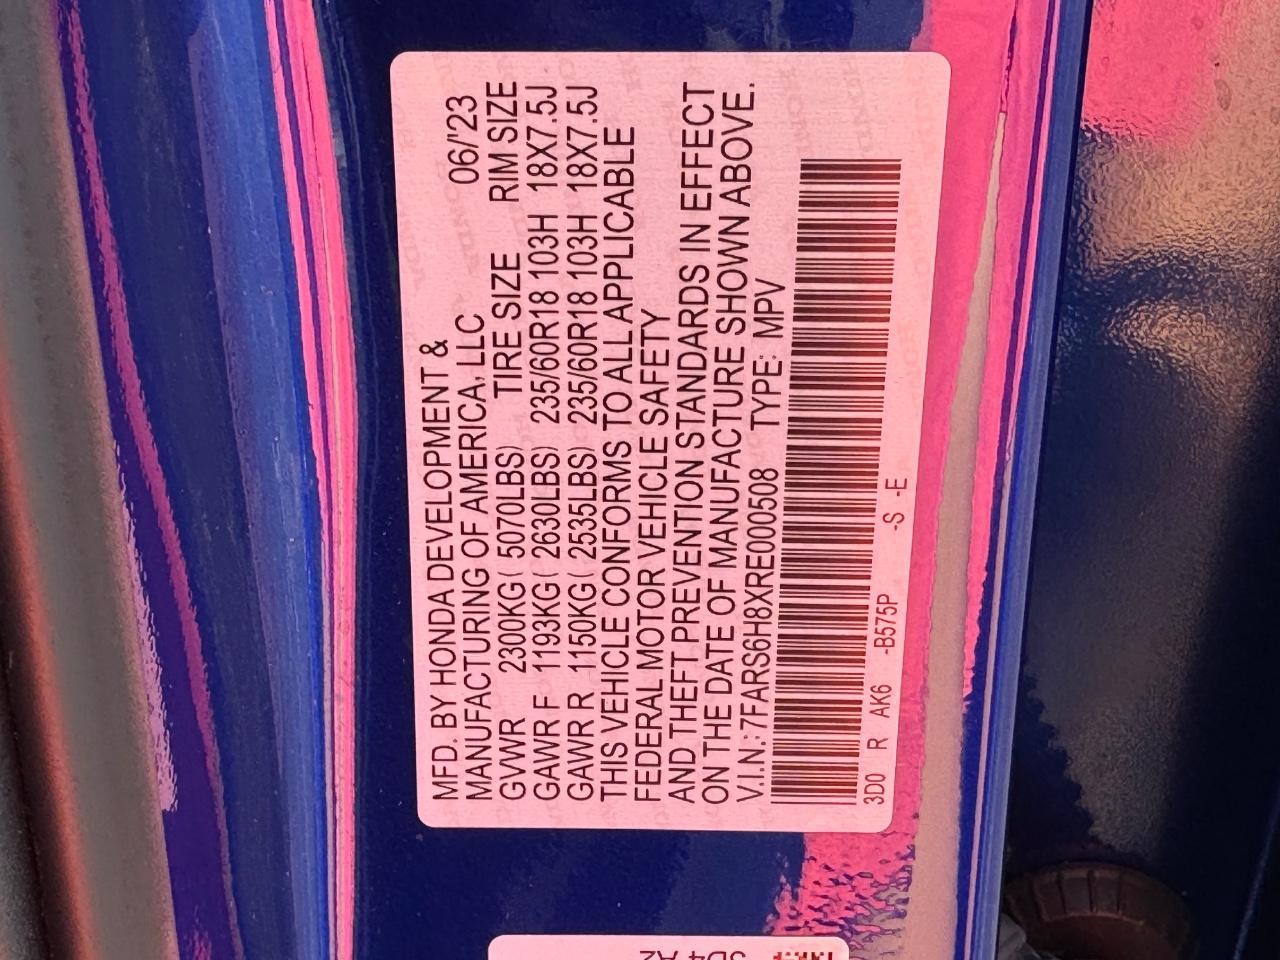 MFD. BY HONDA DEVELOPMENT &
MANUFACTURING OF AMERICA, LLC 06/'23
GVWR 2300KG( 5070LBS) TIRE SIZE RIM SIZE
GAWR F 1193KG( 2630LBS) 235/60R18 103H 18X7.5J
GAWR R 1150KG( 2535LBS) 235/60R18 103H 18X7.5J
THIS VEHICLE CONFORMS TO ALL APPLICABLE
FEDERAL MOTOR VEHICLE SAFETY
AND THEFT PREVENTION STANDARDS IN EFFECT
ON THE DATE OF MANUFACTURE SHOWN ABOVE.
V.I.N.: 7FARS6H8XRE000508 TYPE: MPV
3D0 R AK6 -B575P -S -E